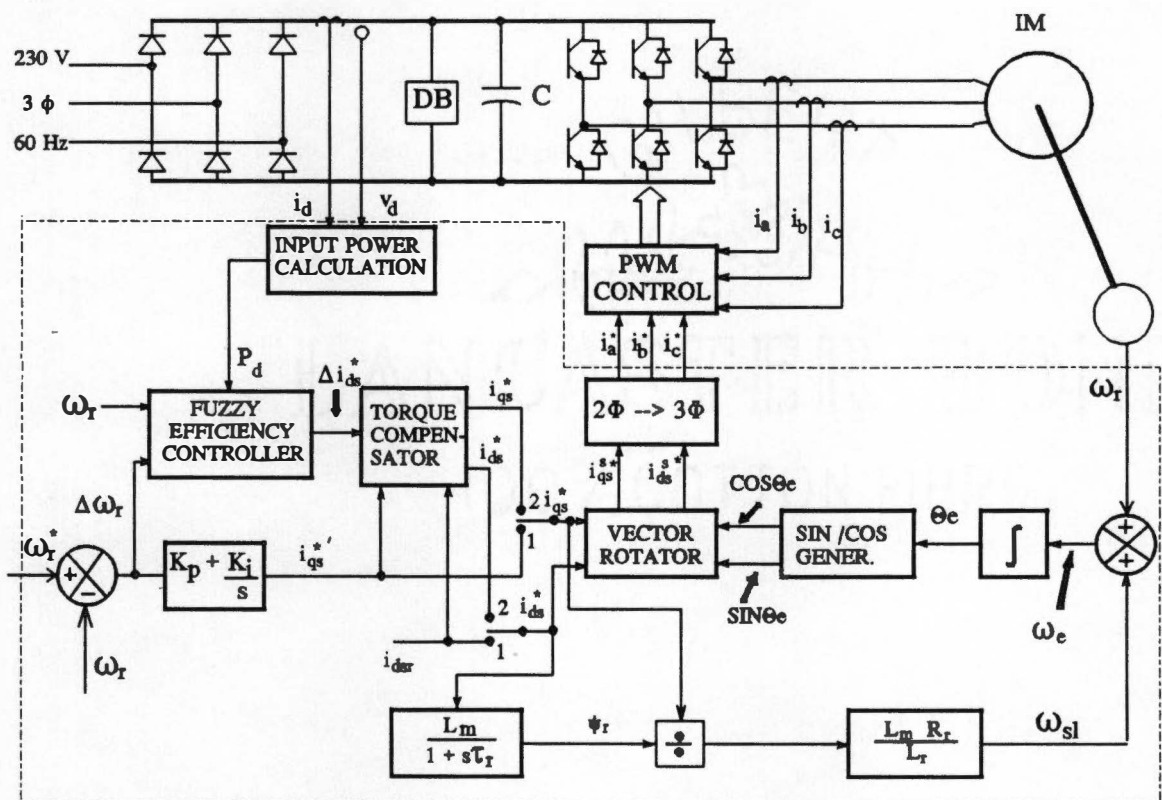 IM
230 V
3 ϕ
60 Hz
DB
C
i_d
v_d
i_a
i_b
i_c
INPUT POWER
CALCULATION
PWM
CONTROL
i_a^*
i_b^*
i_c^*
P_d
Δi_ds^*
i_qs^*
ω_r
ω_r
FUZZY
EFFICIENCY
CONTROLLER
TORQUE
COMPEN-
SATOR
i_ds^*
2Φ --> 3Φ
i_qs^s*
i_ds^s*
COSΘe
Δω_r
2 i_qs^*
1
VECTOR
ROTATOR
SIN /COS
GENER.
Θe
∫
+
+
ω_r^*
+
-
K_p + K_i/s
i_qs^*'
SINΘe
ω_e
ω_r
2 i_ds^*
1
i_dsr
L_m
1 + sτ_r
ψ_r
÷
L_m R_r
L_r
ω_sl